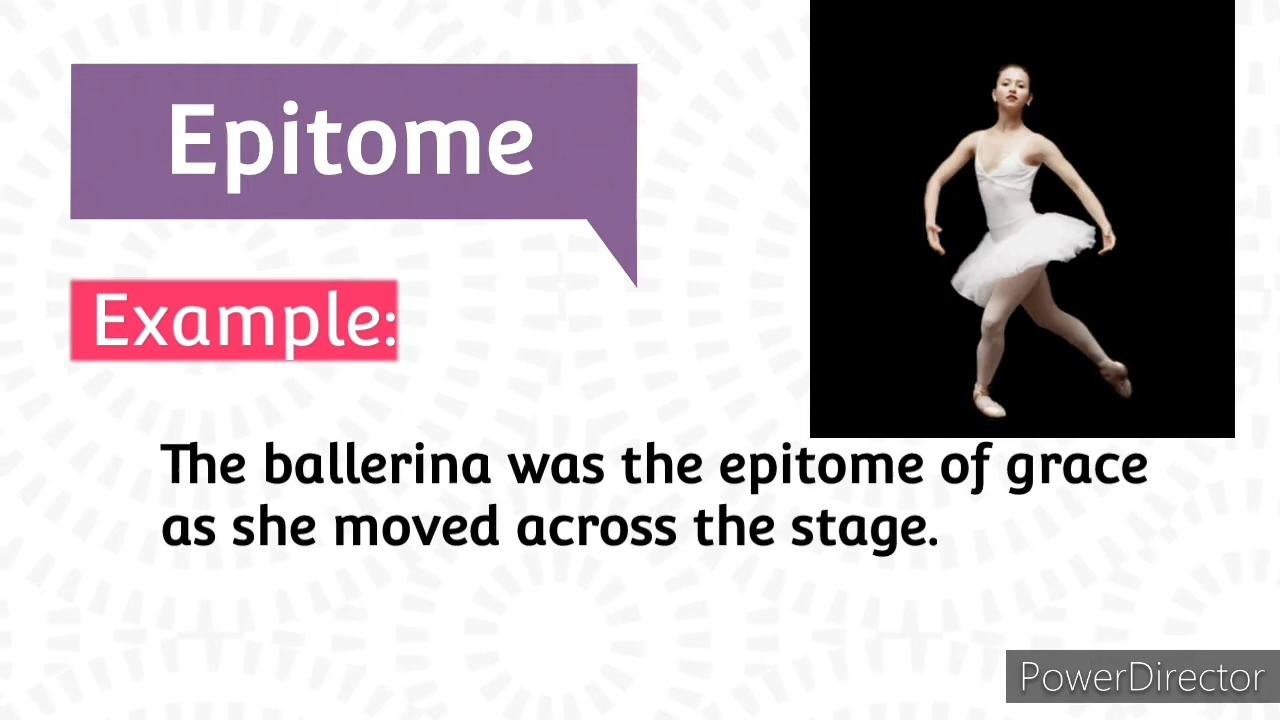 Epitome
Example:
The ballerina was the epitome of grace
as she moved across the stage.
PowerDirector